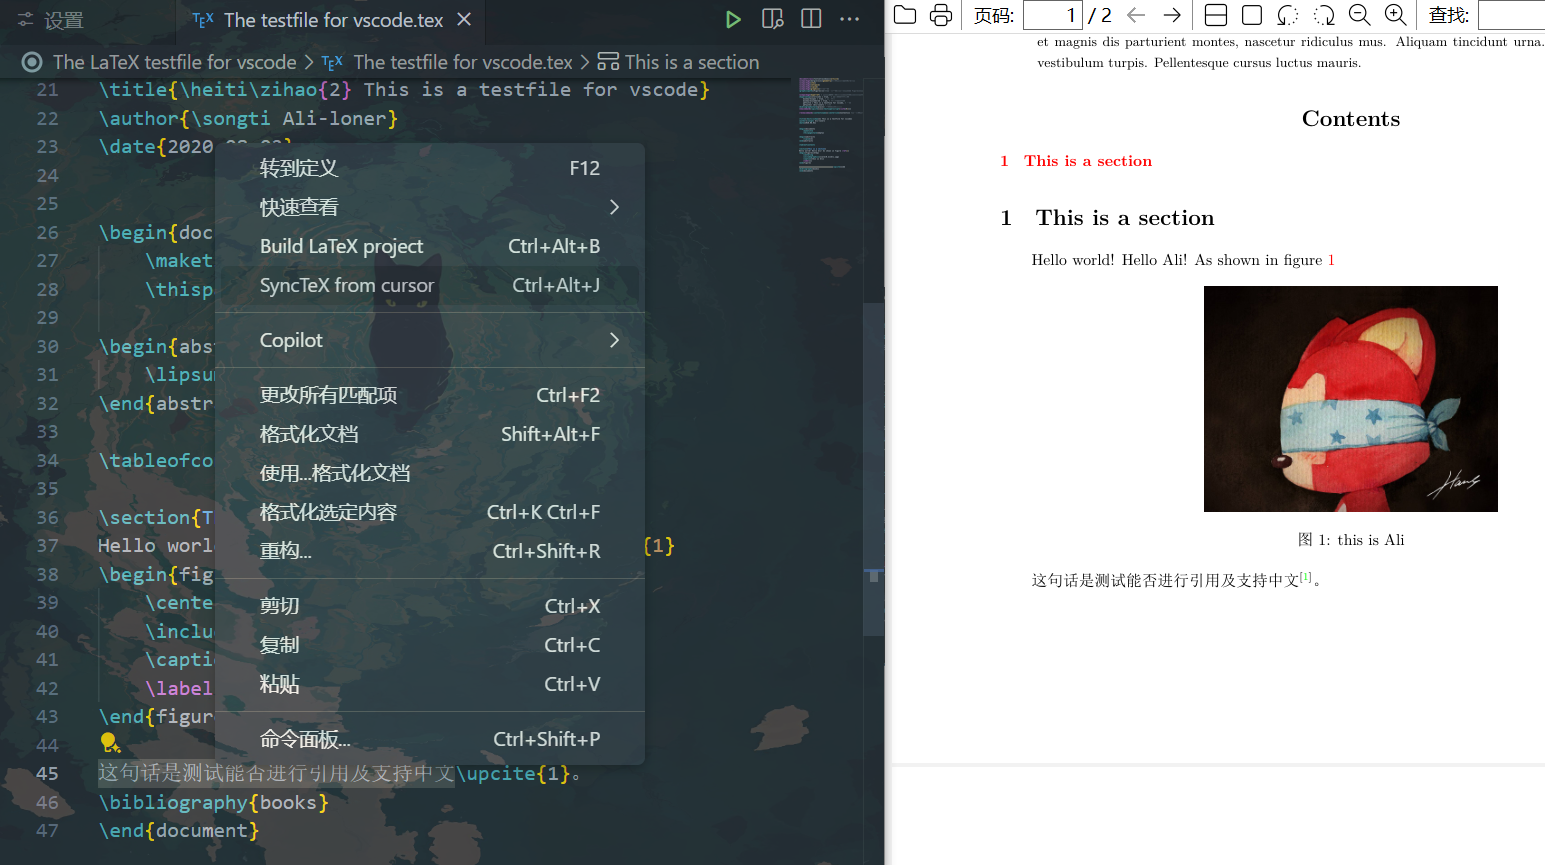 设置
TEX The testfile for vscode.tex
The LaTeX testfile for vscode > TEX The testfile for vscode.tex > This is a section
21 \title{\heiti\zihao{2} This is a testfile for vscode}
22 \author{\songti Ali-loner}
23 \date{2020
24
25
26 \begin{doc
27 \maket
28 \thisp
29
30 \begin{abs
31 \lipsu
32 \end{abstr
33
34 \tableofco
35
36 \section{T
37 Hello worl {1}
38 \begin{fig
39 \cente
40 \inclu
41 \capti
42 \label
43 \end{figur
44
45 这句话是测试能否进行引用及支持中文\upcite{1}。
46 \bibliography{books}
47 \end{document}
转到定义 F12
快速查看
Build LaTeX project Ctrl+Alt+B
SyncTeX from cursor Ctrl+Alt+J
Copilot
更改所有匹配项 Ctrl+F2
格式化文档 Shift+Alt+F
使用...格式化文档
格式化选定内容 Ctrl+K Ctrl+F
重构... Ctrl+Shift+R
剪切 Ctrl+X
复制 Ctrl+C
粘贴 Ctrl+V
命令面板... Ctrl+Shift+P
页码: 1 / 2 查找:
et magnis dis parturient montes, nascetur ridiculus mus. Aliquam tincidunt urna.
vestibulum turpis. Pellentesque cursus luctus mauris.
Contents
1 This is a section
1 This is a section
Hello world! Hello Ali! As shown in figure 1
图 1: this is Ali
这句话是测试能否进行引用及支持中文[1]。